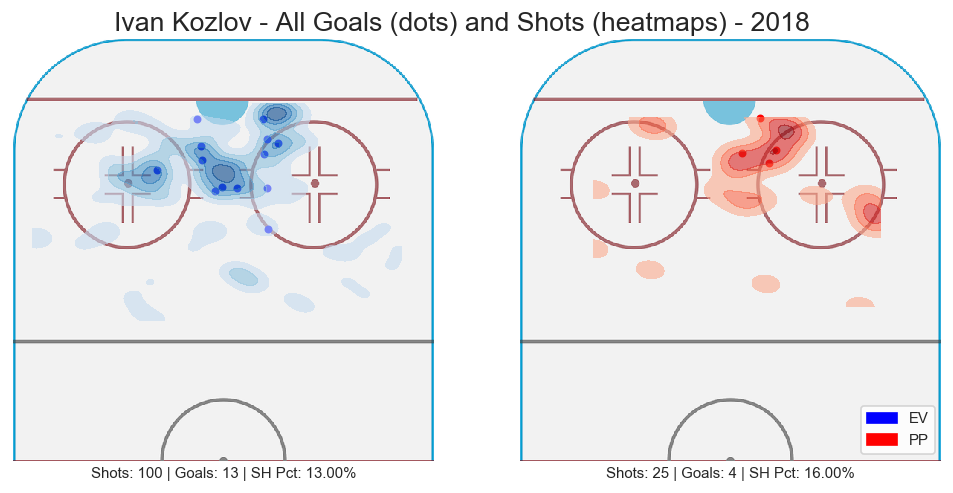 Ivan Kozlov - All Goals (dots) and Shots (heatmaps) - 2018
EV
PP
Shots: 100 | Goals: 13 | SH Pct: 13.00%
Shots: 25 | Goals: 4 | SH Pct: 16.00%